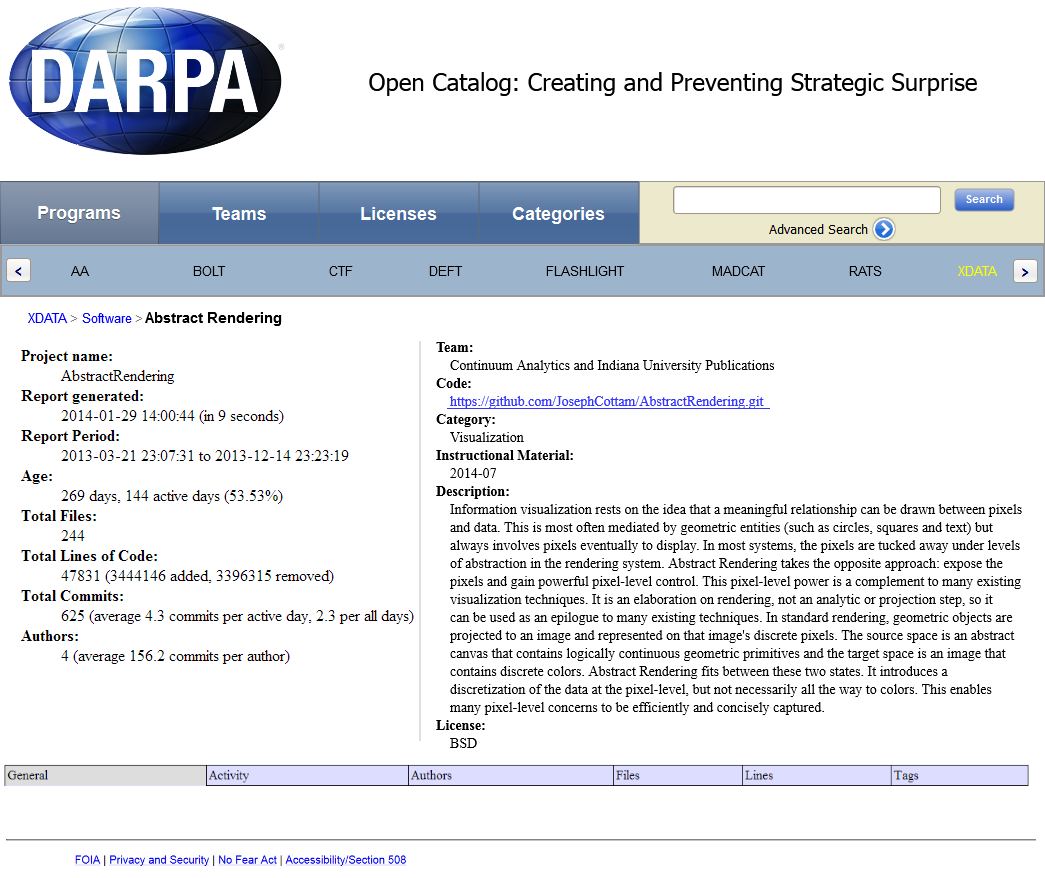 DARPA
®
Open Catalog: Creating and Preventing Strategic Surprise
Programs
Teams
Licenses
Categories
Search
Advanced Search
<
AA
BOLT
CTF
DEFT
FLASHLIGHT
MADCAT
RATS
XDATA
>
XDATA > Software > Abstract Rendering
Project name:
AbstractRendering
Report generated:
2014-01-29 14:00:44 (in 9 seconds)
Report Period:
2013-03-21 23:07:31 to 2013-12-14 23:23:19
Age:
269 days, 144 active days (53.53%)
Total Files:
244
Total Lines of Code:
47831 (3444146 added, 3396315 removed)
Total Commits:
625 (average 4.3 commits per active day, 2.3 per all days)
Authors:
4 (average 156.2 commits per author)
Team:
Continuum Analytics and Indiana University Publications
Code:
https://github.com/JosephCottam/AbstractRendering.git
Category:
Visualization
Instructional Material:
2014-07
Description:
Information visualization rests on the idea that a meaningful relationship can be drawn between pixels
and data. This is most often mediated by geometric entities (such as circles, squares and text) but
always involves pixels eventually to display. In most systems, the pixels are tucked away under levels
of abstraction in the rendering system. Abstract Rendering takes the opposite approach: expose the
pixels and gain powerful pixel-level control. This pixel-level power is a complement to many existing
visualization techniques. It is an elaboration on rendering, not an analytic or projection step, so it
can be used as an epilogue to many existing techniques. In standard rendering, geometric objects are
projected to an image and represented on that image's discrete pixels. The source space is an abstract
canvas that contains logically continuous geometric primitives and the target space is an image that
contains discrete colors. Abstract Rendering fits between these two states. It introduces a
discretization of the data at the pixel-level, but not necessarily all the way to colors. This enables
many pixel-level concerns to be efficiently and concisely captured.
License:
BSD
General
Activity
Authors
Files
Lines
Tags
FOIA | Privacy and Security | No Fear Act | Accessibility/Section 508